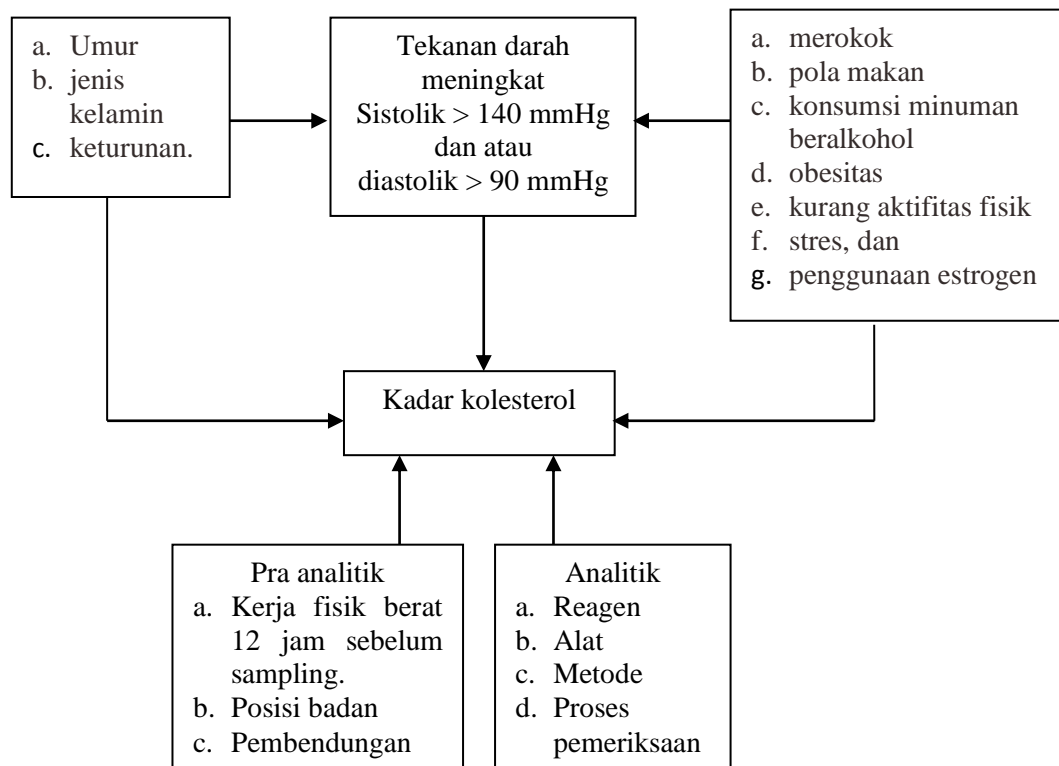 a. Umur
b. jenis
kelamin
c. keturunan.
Tekanan darah
meningkat
Sistolik > 140 mmHg
dan atau
diastolik > 90 mmHg
a. merokok
b. pola makan
c. konsumsi minuman
beralkohol
d. obesitas
e. kurang aktifitas fisik
f. stres, dan
g. penggunaan estrogen
Kadar kolesterol
Pra analitik
a. Kerja fisik berat
12 jam sebelum
sampling.
b. Posisi badan
c. Pembendungan
Analitik
a. Reagen
b. Alat
c. Metode
d. Proses
pemeriksaan